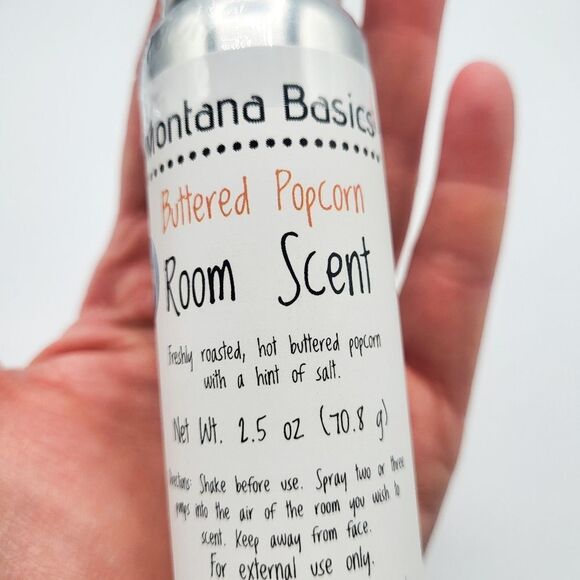 Montana Basics
Buttered Popcorn
Room Scent
Freshly roasted, hot buttered popcorn
with a hint of salt.
Net Wt. 2.5 oz (70.8 g)
Directions: Shake before use. Spray two or three
pumps into the air of the room you wish to
scent. Keep away from face.
For external use only.